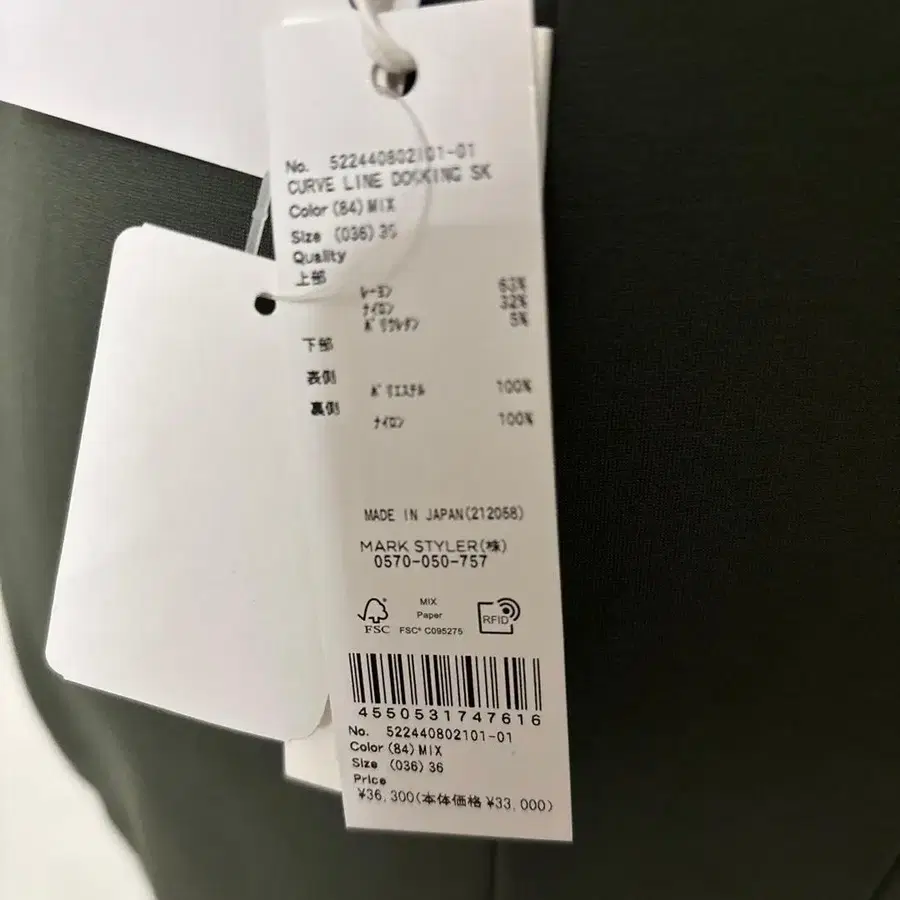 No. 522440802101-01
CURVE LINE DOKKING SK
Color (84) MIX
Size (036) 36
Quality
上部
ﾚｰﾖﾝ 63%
ﾅｲﾛﾝ 32%
ﾎﾟﾘｳﾚﾀﾝ 5%
下部
表側
ﾎﾟﾘｴｽﾃﾙ 100%
裏側
ﾅｲﾛﾝ 100%
MADE IN JAPAN(212058)
MARK STYLER(株)
0570-050-757
FSC
MIX
Paper
FSC® C095275
RFID
4550531747616
No. 522440802101-01
Color (84) MIX
Size (036) 36
Price
¥36,300(本体価格 ¥33,000)